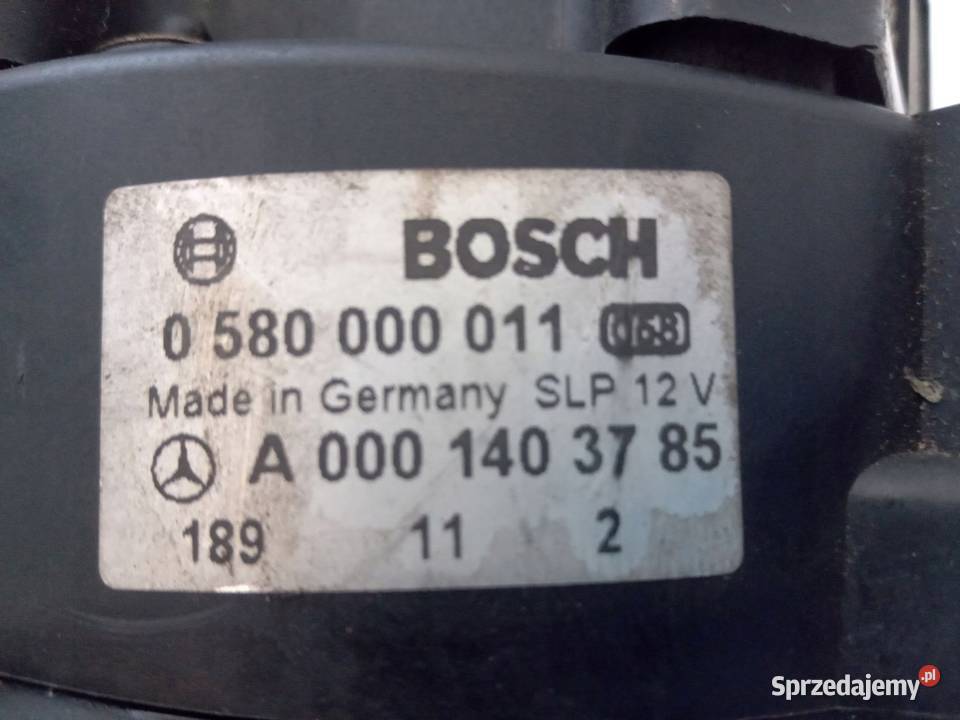 BOSCH
0 580 000 011 068
Made in Germany SLP 12 V
A 000 140 37 85
189 11 2
Sprzedajemy.pl